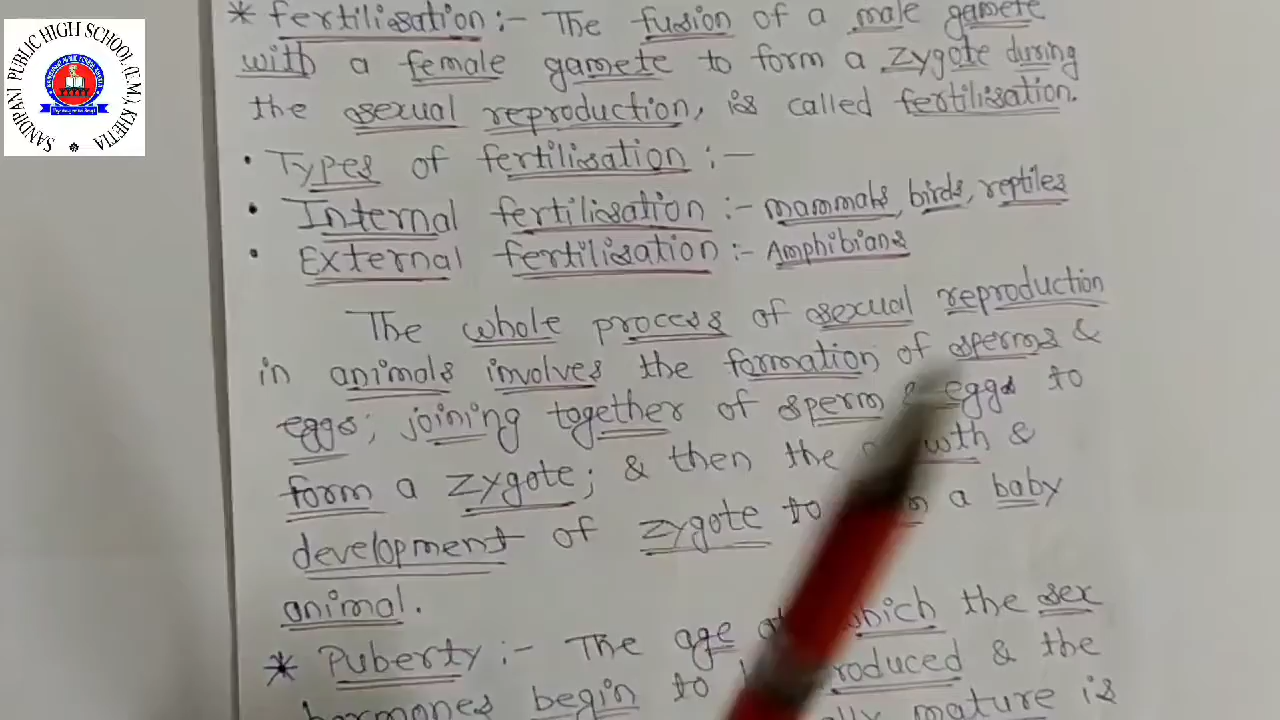 SANDIPANI PUBLIC HIGH SCHOOL (E.M.), KHETIA
* fertilisation :- The fusion of a male gamete
with a female gamete to form a zygote during
the sexual reproduction, is called fertilisation.
• Types of fertilisation :-
• Internal fertilisation :- mammals, birds, reptiles
• External fertilisation :- Amphibians
The whole process of sexual reproduction
in animals involves the formation of sperms &
eggs; joining together of sperm & eggs to
form a zygote; & then the growth &
development of zygote to a baby
animal.
* Puberty :- The age at which the sex
hormones begin to produced & the
mature is